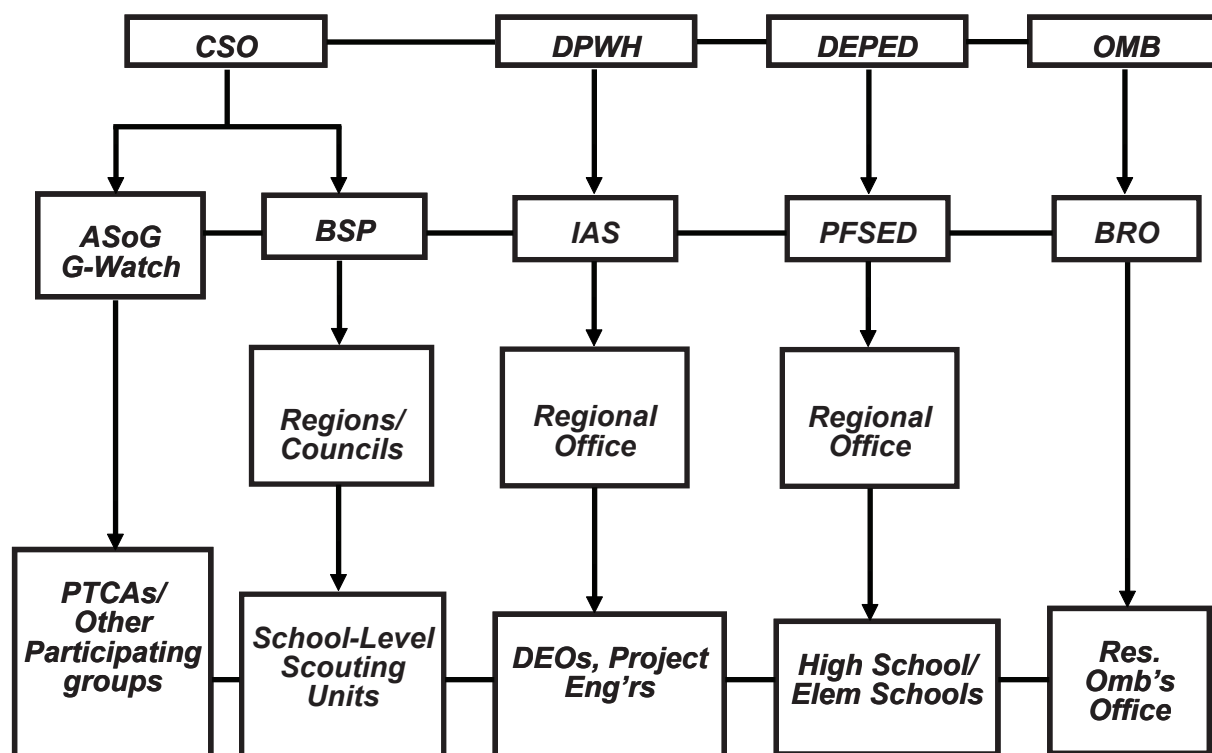 CSO
DPWH
DEPED
OMB
ASoG
G-Watch
BSP
IAS
PFSED
BRO
Regions/
Councils
Regional
Office
Regional
Office
PTCAs/
Other
Participating
groups
School-Level
Scouting
Units
DEOs, Project
Eng'rs
High School/
Elem Schools
Res.
Omb's
Office